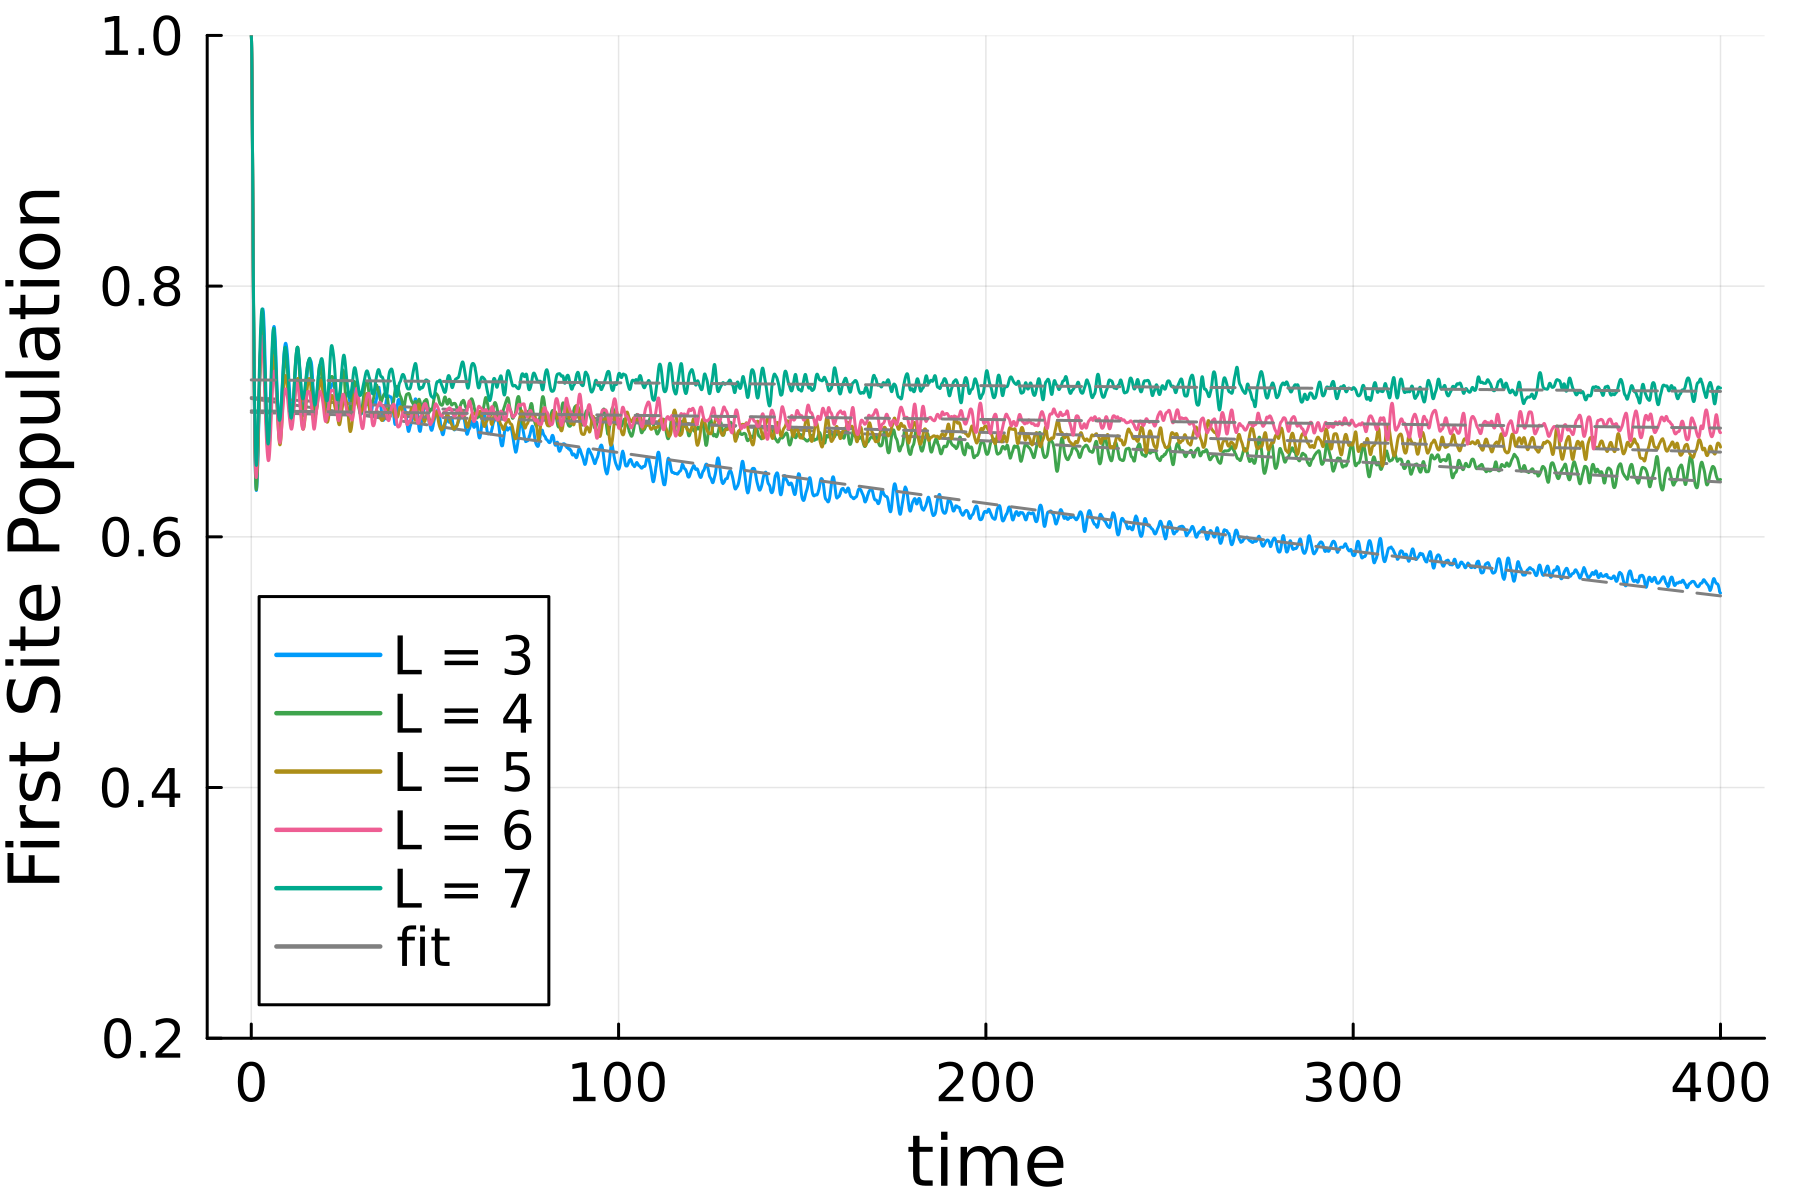 First Site Population
1.0
0.8
0.6
0.4
0.2
L = 3
L = 4
L = 5
L = 6
L = 7
fit
0 100 200 300 400
time